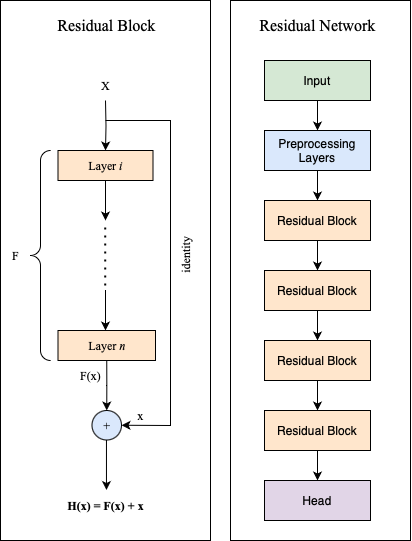 Residual Block
X
Layer i
F
identity
Layer n
F(x)
x
+
H(x) = F(x) + x
Residual Network
Input
Preprocessing
Layers
Residual Block
Residual Block
Residual Block
Residual Block
Head